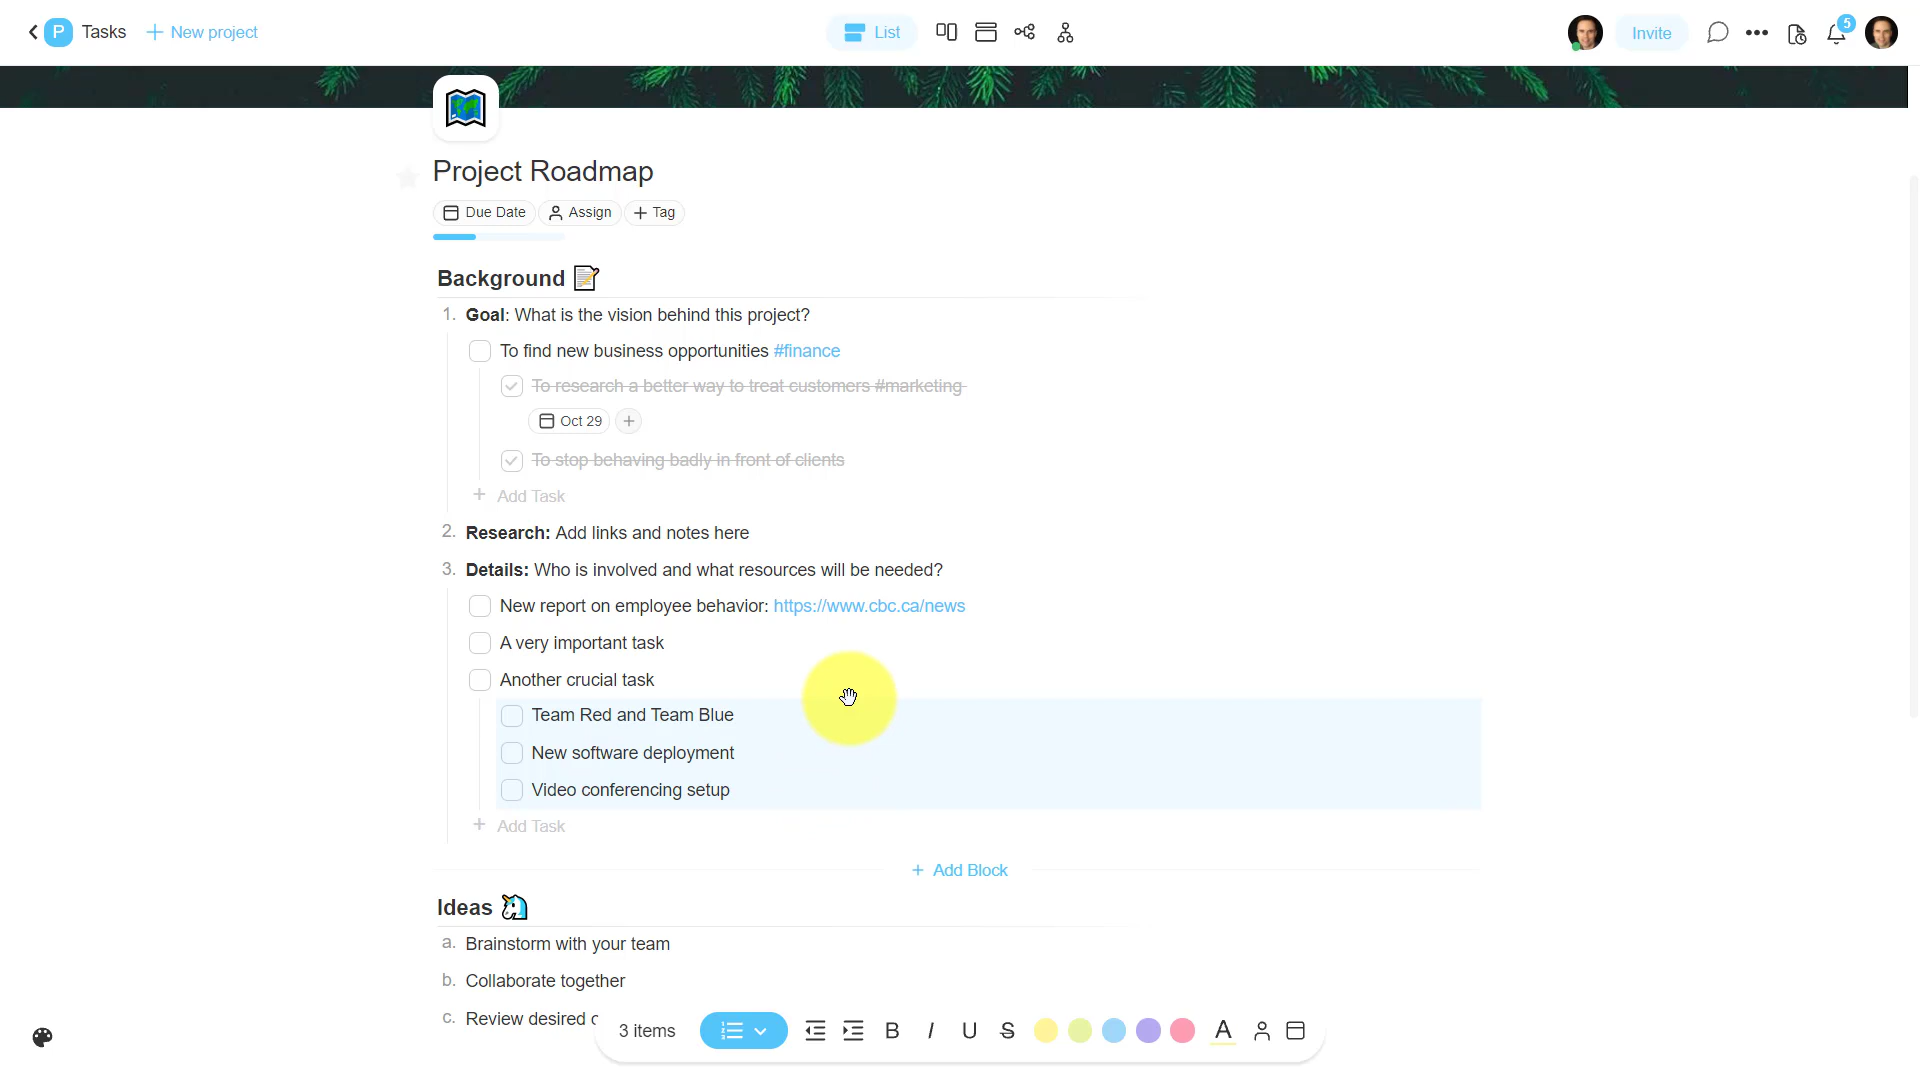 P Tasks + New project
List
Invite
5
Project Roadmap
Due Date Assign + Tag
Background
1. Goal: What is the vision behind this project?
To find new business opportunities #finance
To research a better way to treat customers #marketing
Oct 29 +
To stop behaving badly in front of clients
+ Add Task
2. Research: Add links and notes here
3. Details: Who is involved and what resources will be needed?
New report on employee behavior: https://www.cbc.ca/news
A very important task
Another crucial task
Team Red and Team Blue
New software deployment
Video conferencing setup
+ Add Task
+ Add Block
Ideas
a. Brainstorm with your team
b. Collaborate together
c. Review desired
3 items B I U S A